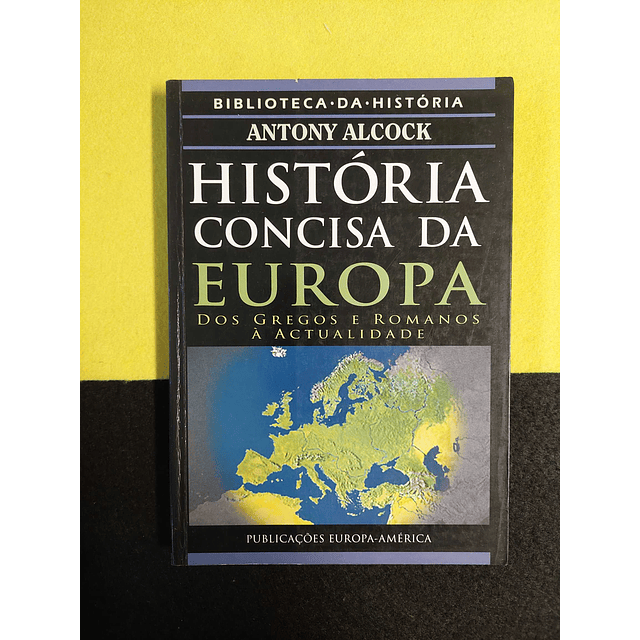 BIBLIOTECA·DA·HISTÓRIA
ANTONY ALCOCK
HISTÓRIA
CONCISA DA
EUROPA
DOS GREGOS E ROMANOS
À ACTUALIDADE
PUBLICAÇÕES EUROPA-AMÉRICA